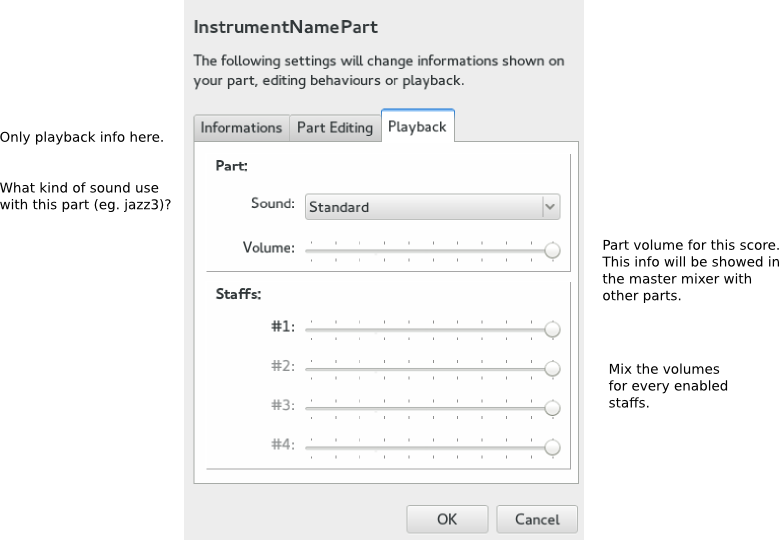 InstrumentNamePart
The following settings will change informations shown on
your part, editing behaviours or playback.
Informations
Part Editing
Playback
Only playback info here.
Part:
What kind of sound use
with this part (eg. jazz3)?
Sound:
Standard
Volume:
Part volume for this score.
This info will be showed in
the master mixer with
other parts.
Staffs:
#1:
#2:
#3:
#4:
Mix the volumes
for every enabled
staffs.
OK
Cancel